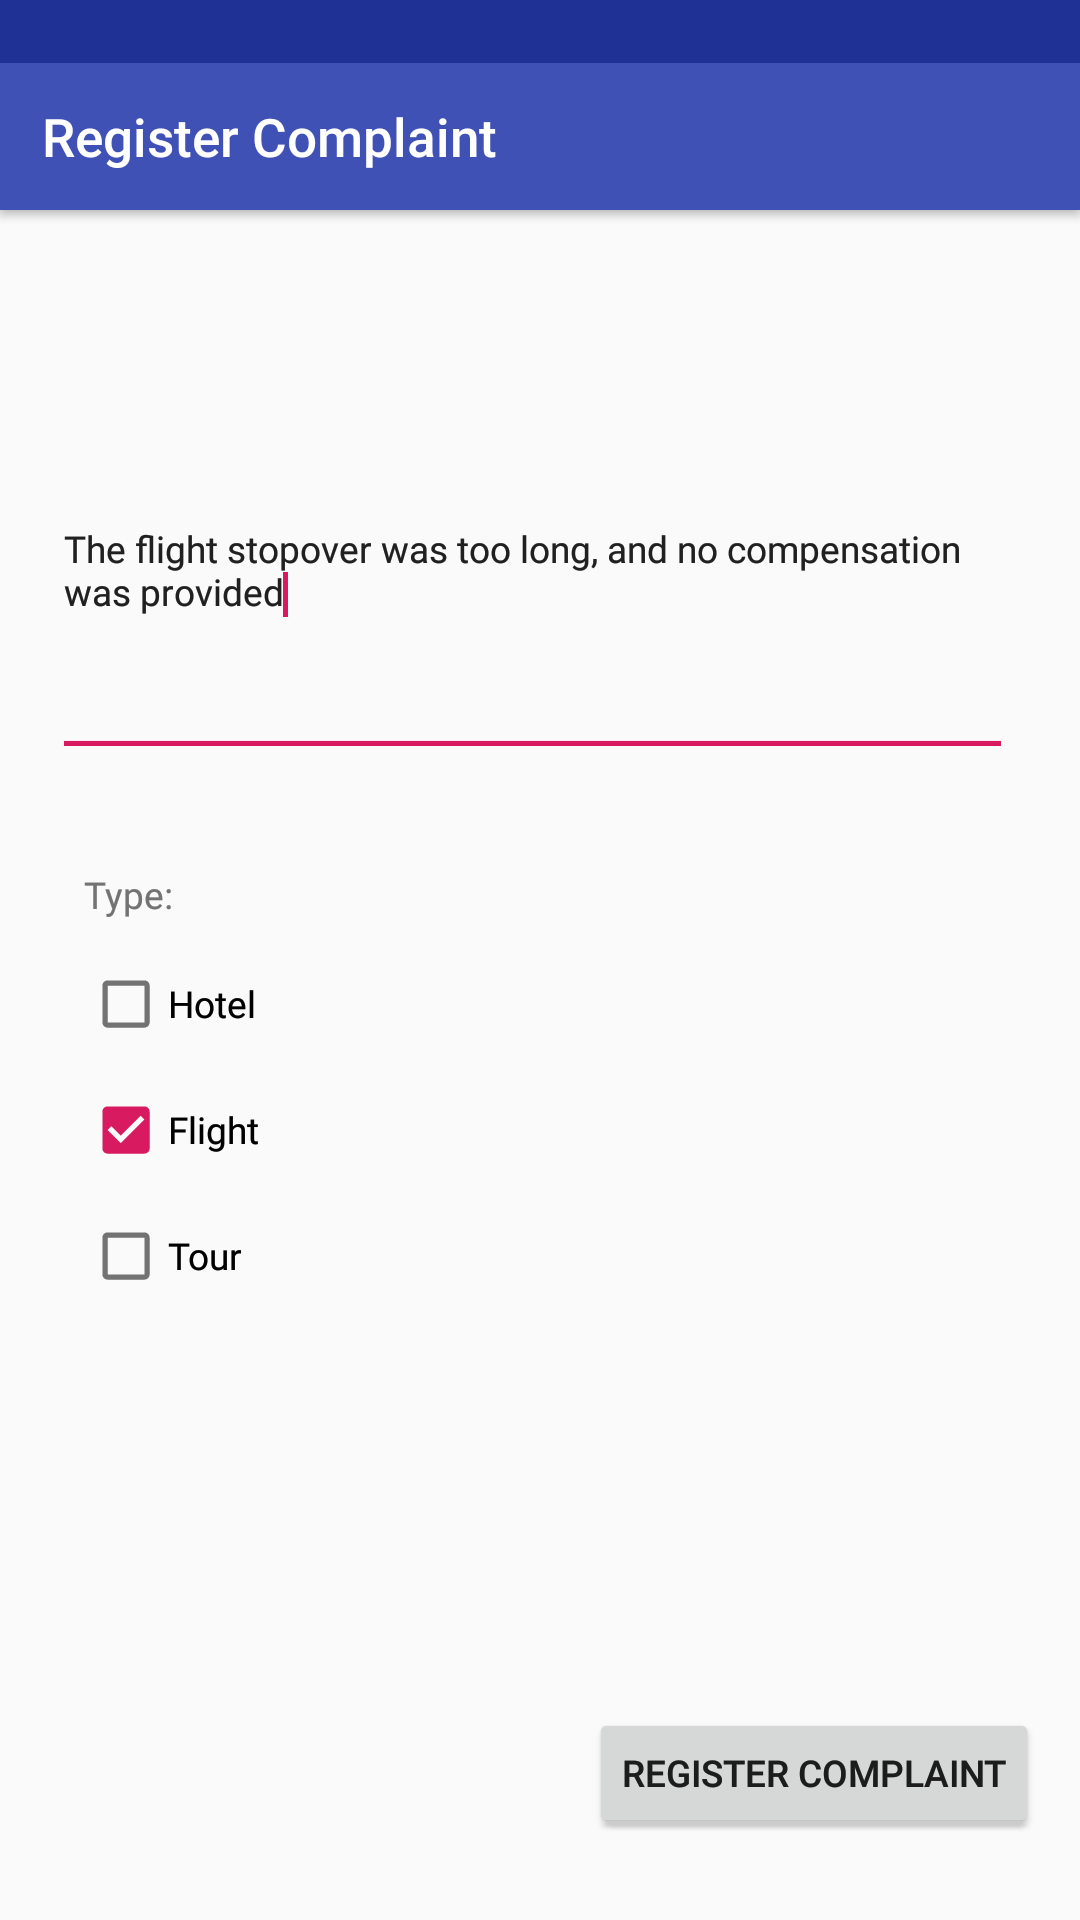 Register Complaint
The flight stopover was too long, and no compensation
was provided
Type:
Hotel
Flight
Tour
REGISTER COMPLAINT